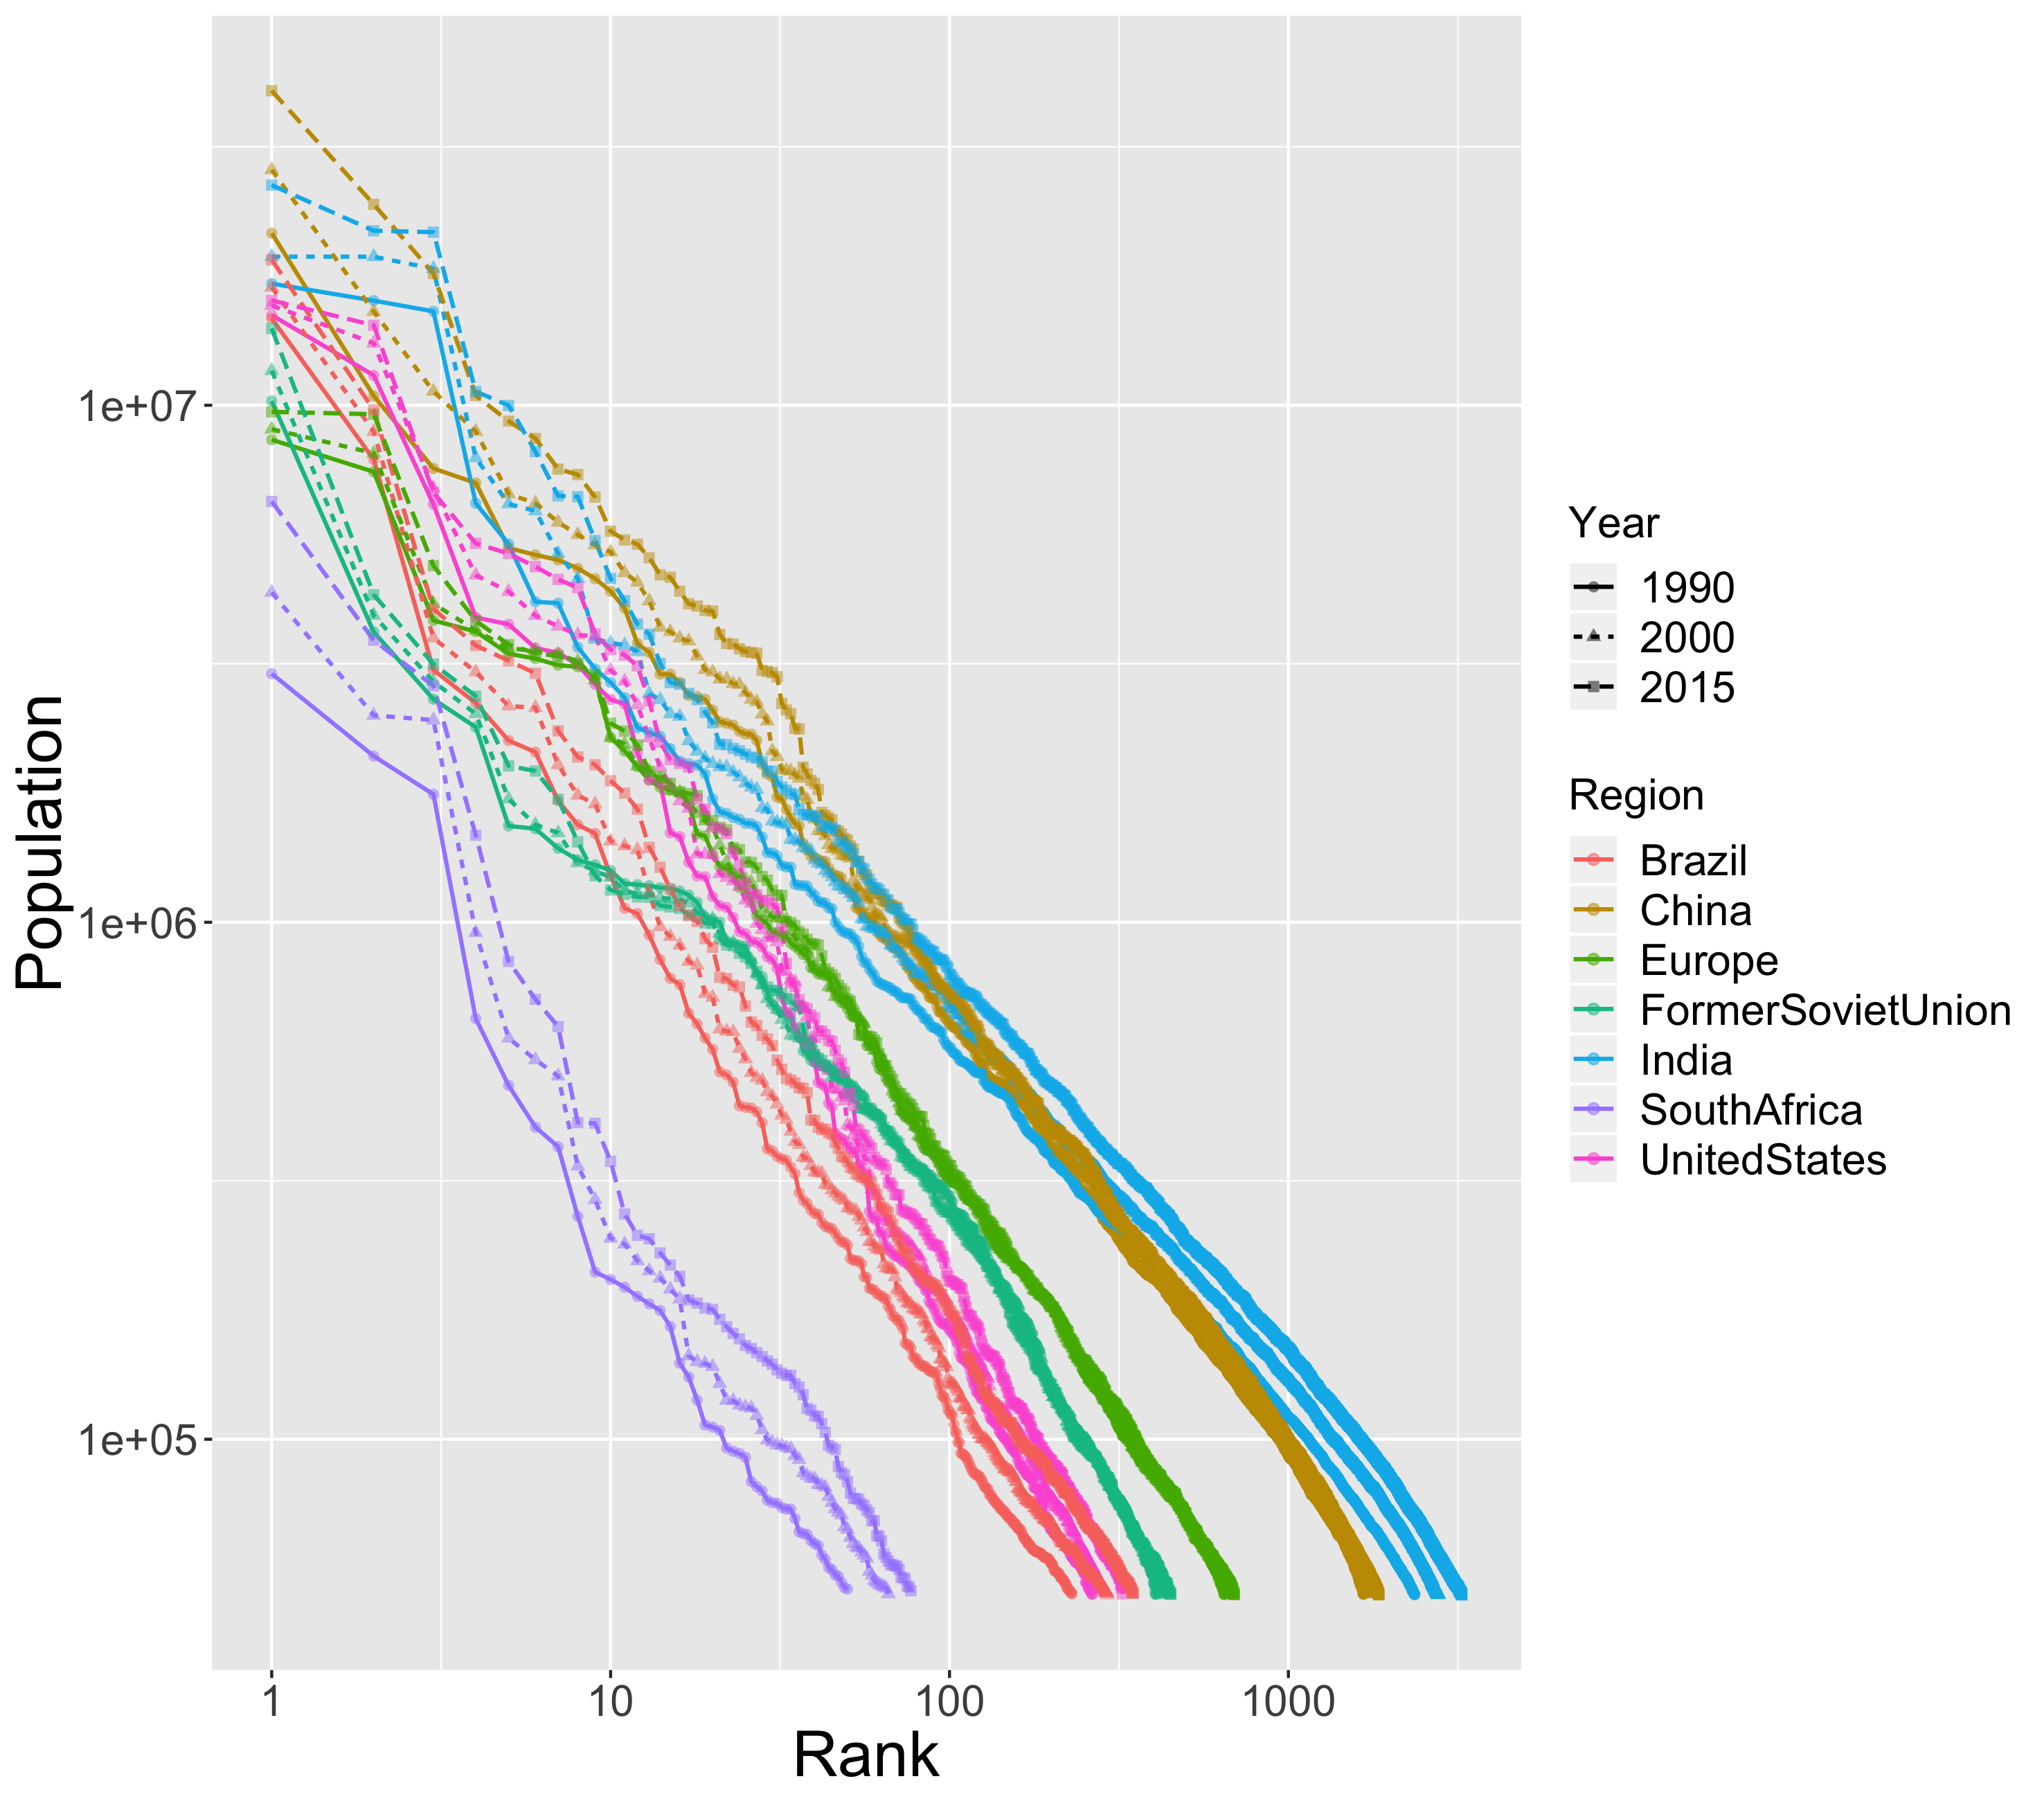 Population
1e+07
1e+06
1e+05
1
10
100
1000
Rank
Year
1990
2000
2015
Region
Brazil
China
Europe
FormerSovietUnion
India
SouthAfrica
UnitedStates